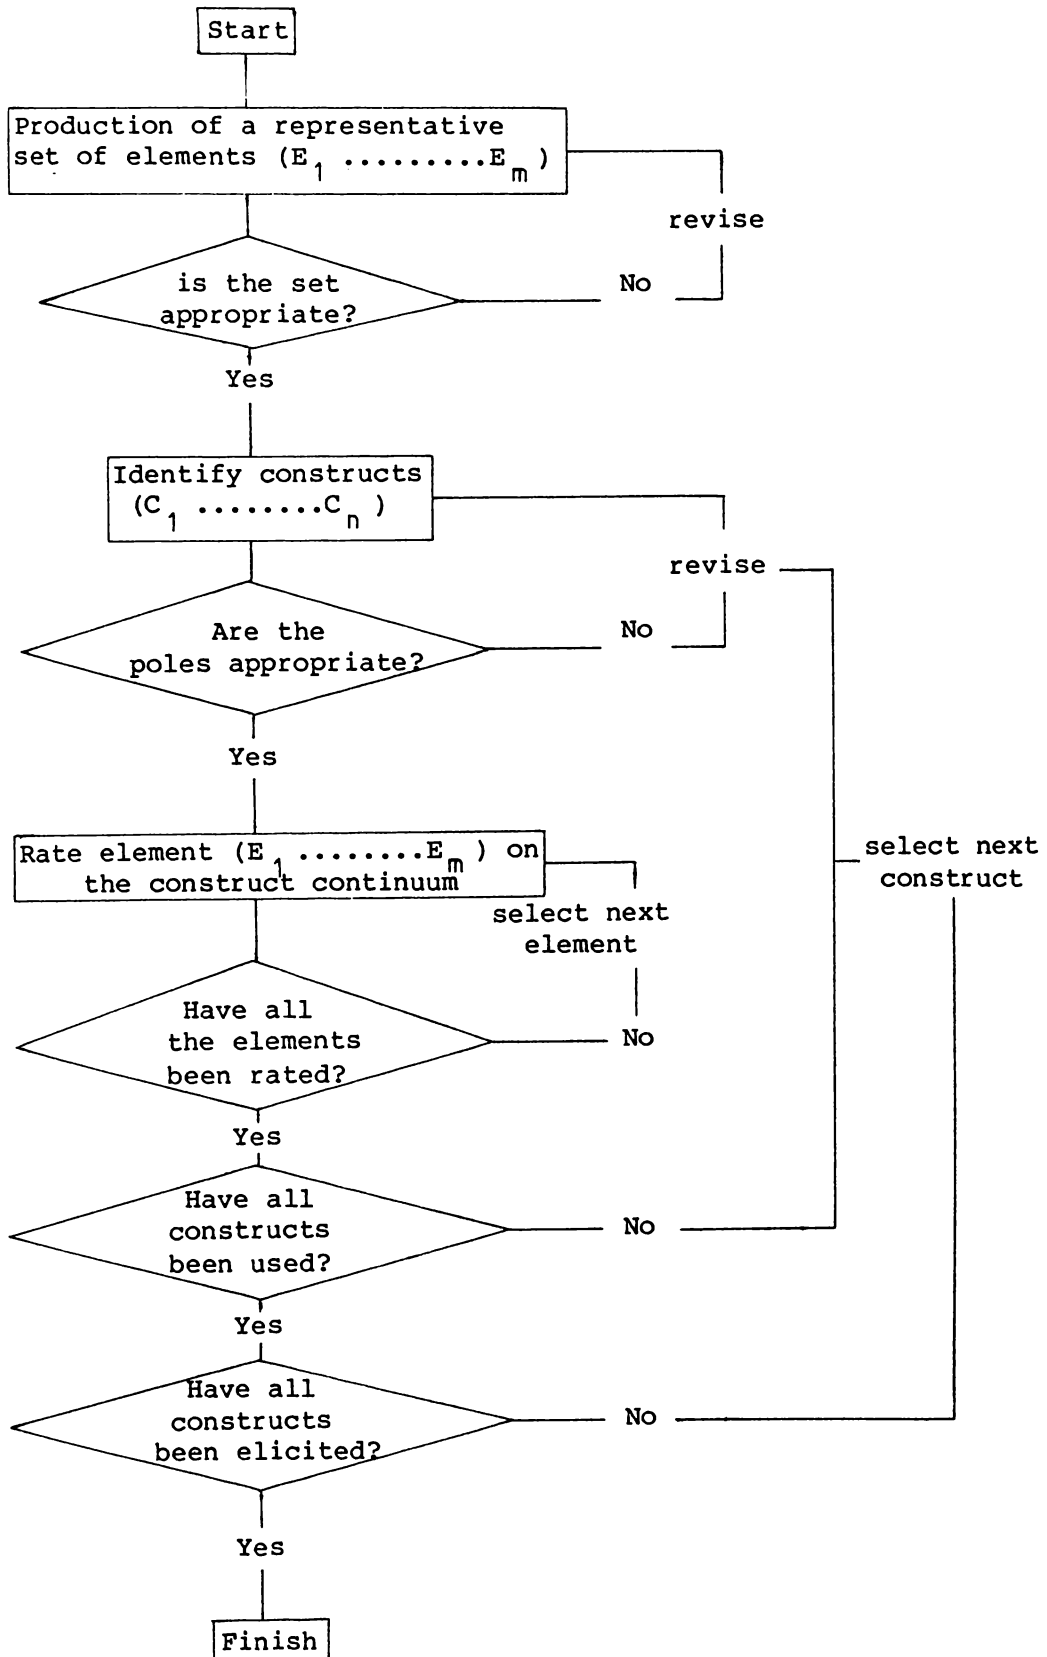 Start
Production of a representative
set of elements (E1 .........Em )
revise
is the set
appropriate?
No
Yes
Identify constructs
(C1 ........Cn )
revise
Are the
poles appropriate?
No
Yes
Rate element (E1 ........Em ) on
the construct continuum
select next
element
select next
construct
Have all
the elements
been rated?
No
Yes
Have all
constructs
been used?
No
Yes
Have all
constructs
been elicited?
No
Yes
Finish